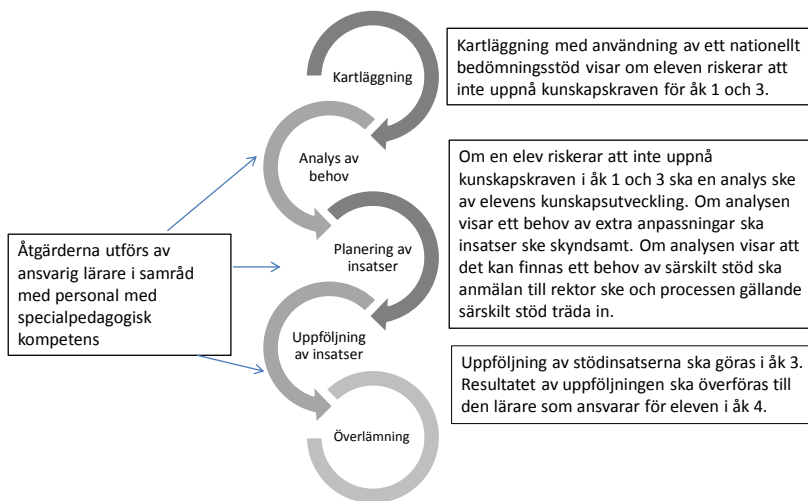 Kartläggning
Kartläggning med användning av ett nationellt
bedömningsstöd visar om eleven riskerar att
inte uppnå kunskapskraven för åk 1 och 3.
Analys av
behov
Om en elev riskerar att inte uppnå
kunskapskraven i åk 1 och 3 ska en analys ske
av elevens kunskapsutveckling. Om analysen
visar ett behov av extra anpassningar ska
insatser ske skyndsamt. Om analysen visar att
det kan finnas ett behov av särskilt stöd ska
anmälan till rektor ske och processen gällande
särskilt stöd träda in.
Åtgärderna utförs av
ansvarig lärare i samråd
med personal med
specialpedagogisk
kompetens
Planering av
insatser
Uppföljning
av insatser
Uppföljning av stödinsatserna ska göras i åk 3.
Resultatet av uppföljningen ska överföras till
den lärare som ansvarar för eleven i åk 4.
Överlämning